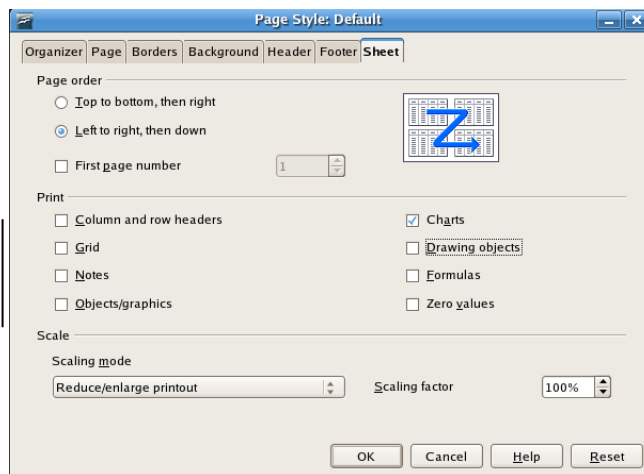 Page Style: Default
Organizer Page Borders Background Header Footer Sheet
Page order
Top to bottom, then right
Left to right, then down
First page number 1
Print
Column and row headers Charts
Grid Drawing objects
Notes Formulas
Objects/graphics Zero values
Scale
Scaling mode
Reduce/enlarge printout Scaling factor 100%
OK Cancel Help Reset